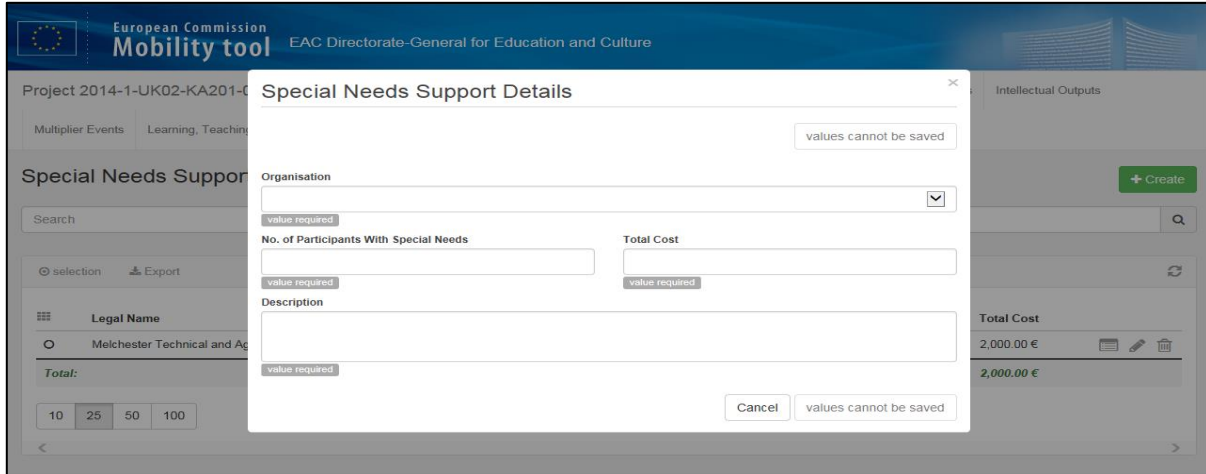 European Commission
Mobility tool EAC Directorate-General for Education and Culture
Project 2014-1-UK02-KA201-
Intellectual Outputs
Multiplier Events Learning, Teaching
Special Needs Support Details
×
values cannot be saved
Special Needs Suppor
+ Create
Organisation
value required
Search
No. of Participants With Special Needs Total Cost
value required value required
selection Export
Description
value required
Legal Name Total Cost
Melchester Technical and Ag 2,000.00 €
Total: 2,000.00 €
10 25 50 100
Cancel values cannot be saved